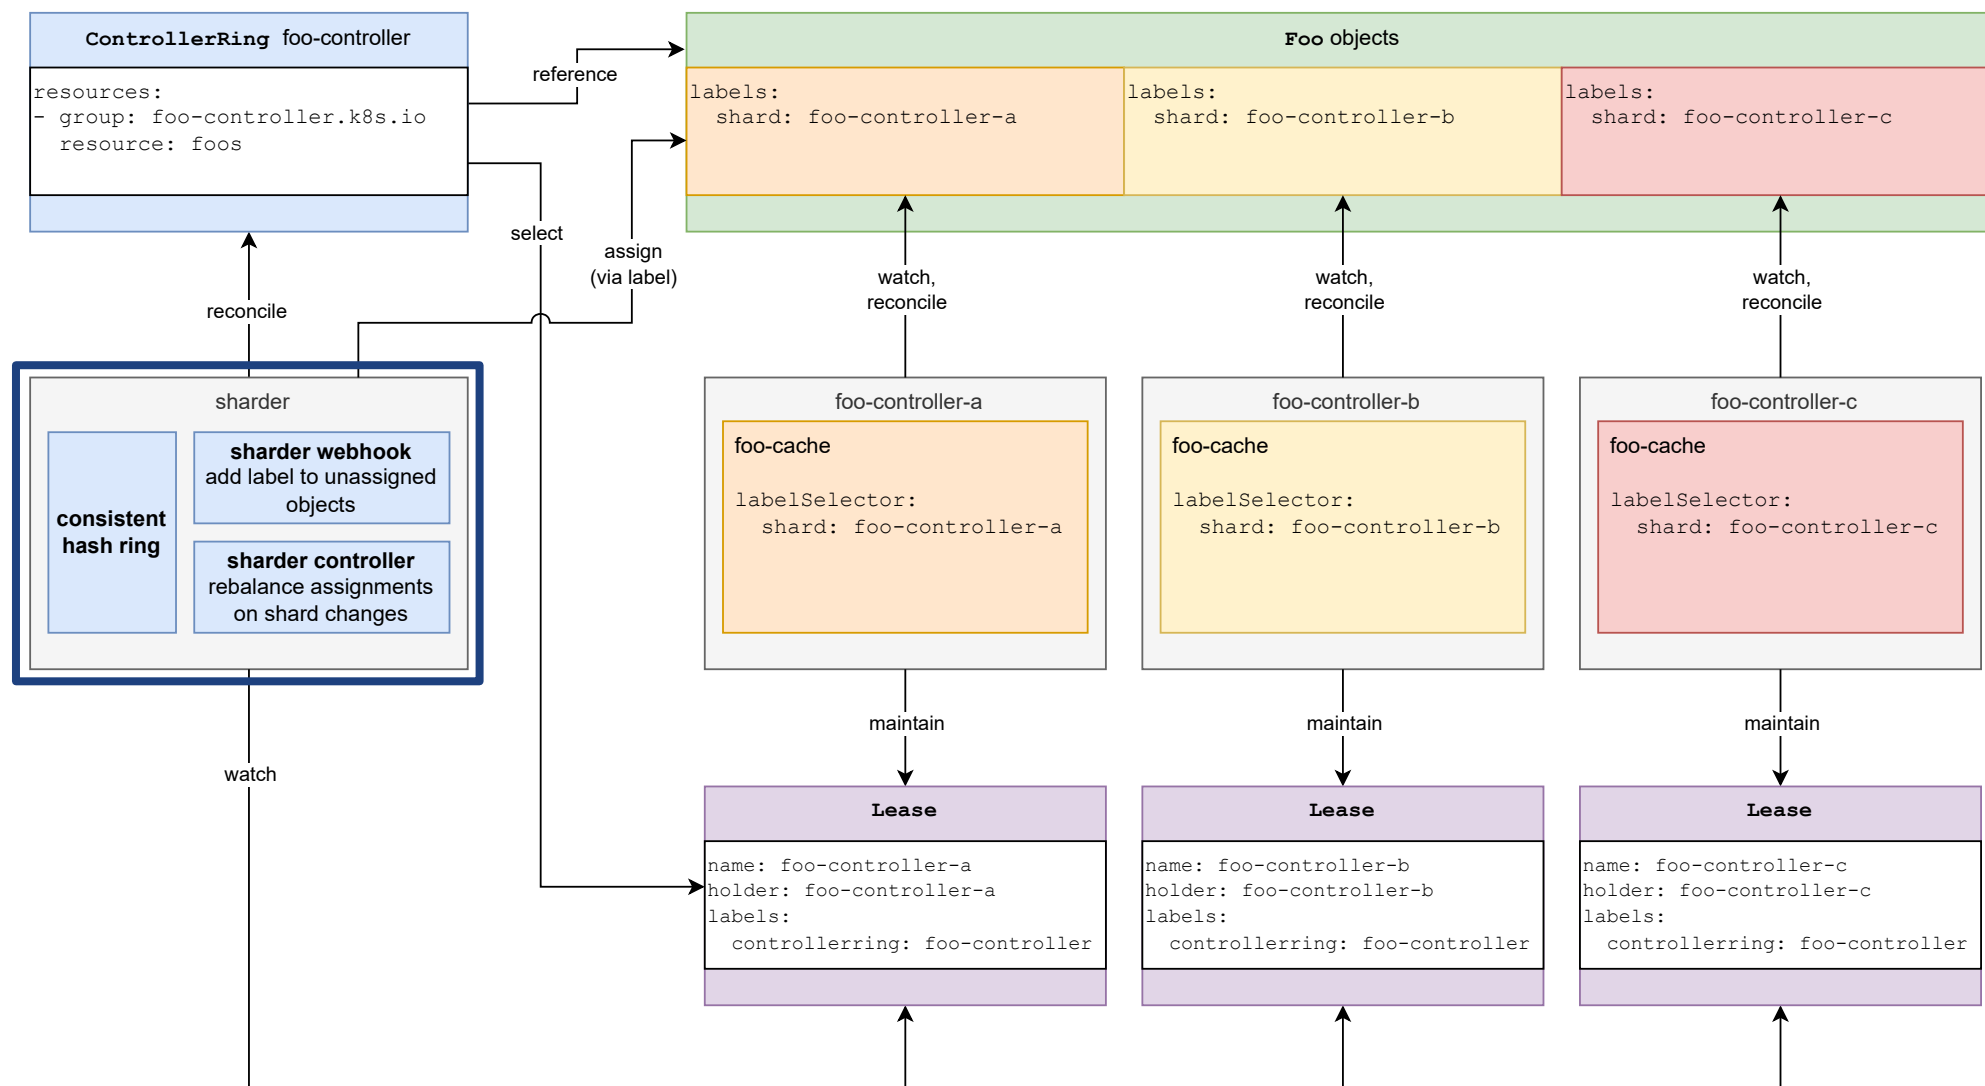 ControllerRing foo-controller
resources:
- group: foo-controller.k8s.io
  resource: foos
reference
select
assign
(via label)
reconcile
Foo objects
labels:
  shard: foo-controller-a
labels:
  shard: foo-controller-b
labels:
  shard: foo-controller-c
watch,
reconcile
watch,
reconcile
watch,
reconcile
sharder
consistent
hash ring
sharder webhook
add label to unassigned
objects
sharder controller
rebalance assignments
on shard changes
foo-controller-a
foo-cache
labelSelector:
  shard: foo-controller-a
foo-controller-b
foo-cache
labelSelector:
  shard: foo-controller-b
foo-controller-c
foo-cache
labelSelector:
  shard: foo-controller-c
watch
maintain
maintain
maintain
Lease
name: foo-controller-a
holder: foo-controller-a
labels:
  controllerring: foo-controller
Lease
name: foo-controller-b
holder: foo-controller-b
labels:
  controllerring: foo-controller
Lease
name: foo-controller-c
holder: foo-controller-c
labels:
  controllerring: foo-controller